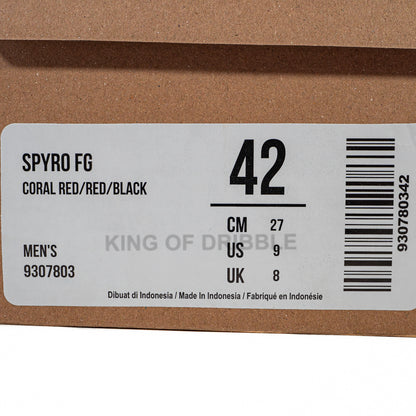 SPYRO FG
CORAL RED/RED/BLACK
42
CM 27
US 9
UK 8
KING OF DRIBBLE
MEN'S
9307803
Dibuat di Indonesia / Made In Indonesia / Fabriqué en Indonésie
930780342